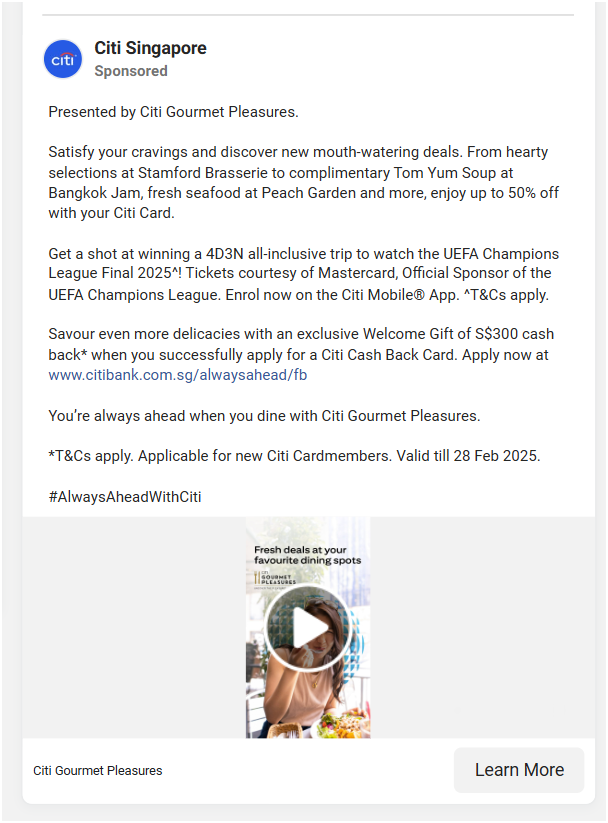 citi
Citi Singapore
Sponsored
Presented by Citi Gourmet Pleasures.
Satisfy your cravings and discover new mouth-watering deals. From hearty
selections at Stamford Brasserie to complimentary Tom Yum Soup at
Bangkok Jam, fresh seafood at Peach Garden and more, enjoy up to 50% off
with your Citi Card.
Get a shot at winning a 4D3N all-inclusive trip to watch the UEFA Champions
League Final 2025^! Tickets courtesy of Mastercard, Official Sponsor of the
UEFA Champions League. Enrol now on the Citi Mobile® App. ^T&Cs apply.
Savour even more delicacies with an exclusive Welcome Gift of S$300 cash
back* when you successfully apply for a Citi Cash Back Card. Apply now at
www.citibank.com.sg/alwaysahead/fb
You’re always ahead when you dine with Citi Gourmet Pleasures.
*T&Cs apply. Applicable for new Citi Cardmembers. Valid till 28 Feb 2025.
#AlwaysAheadWithCiti
Fresh deals at your
favourite dining spots
citi
GOURMET
PLEASURES
Citi Gourmet Pleasures
Learn More